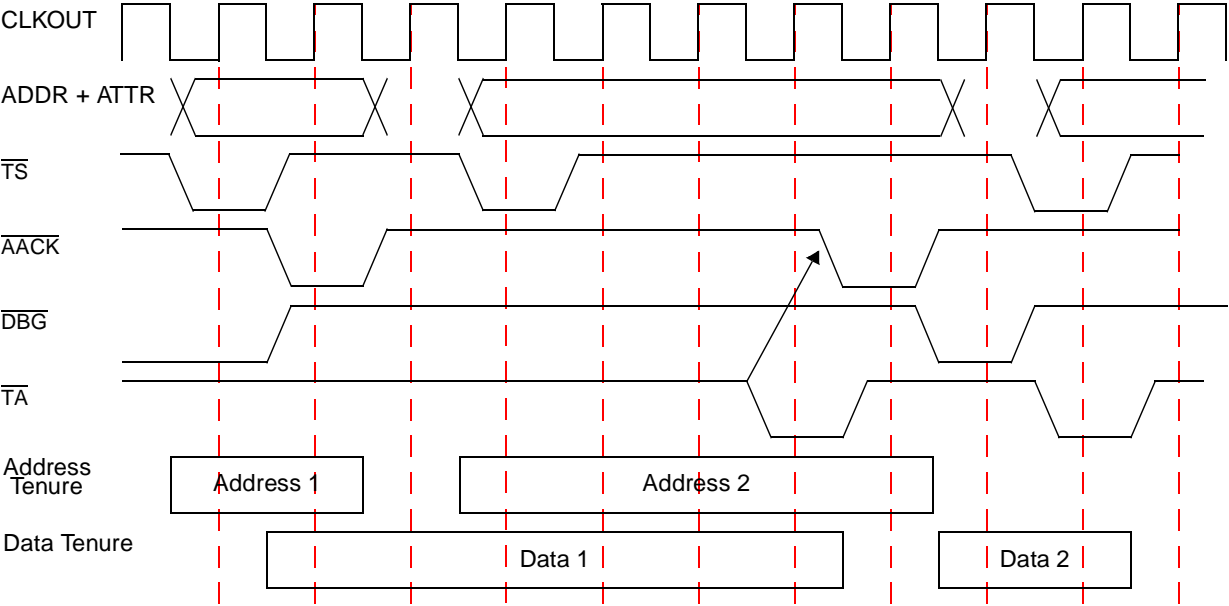 CLKOUT
ADDR + ATTR
TS
AACK
DBG
TA
Address
Tenure
Address 1
Address 2
Data Tenure
Data 1
Data 2